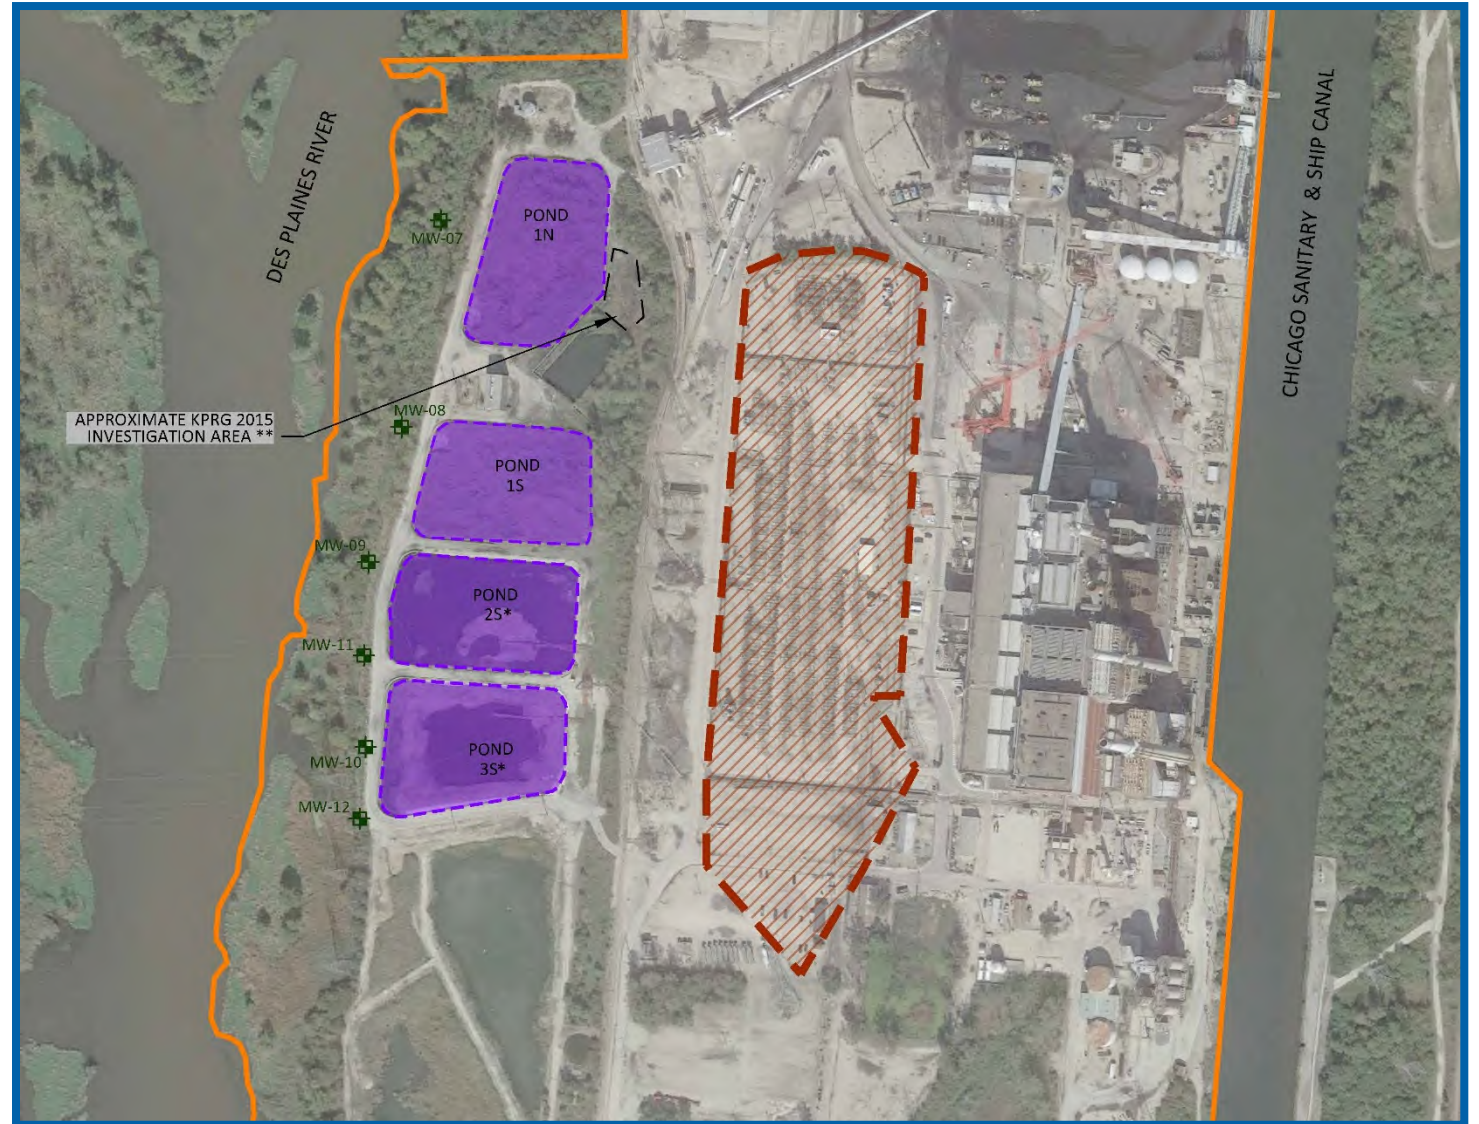 DES PLAINES RIVER
CHICAGO SANITARY & SHIP CANAL
POND
1N
MW-07
APPROXIMATE KPRG 2015
INVESTIGATION AREA **
MW-08
POND
1S
MW-09
POND
2S*
MW-11
POND
3S*
MW-10
MW-12